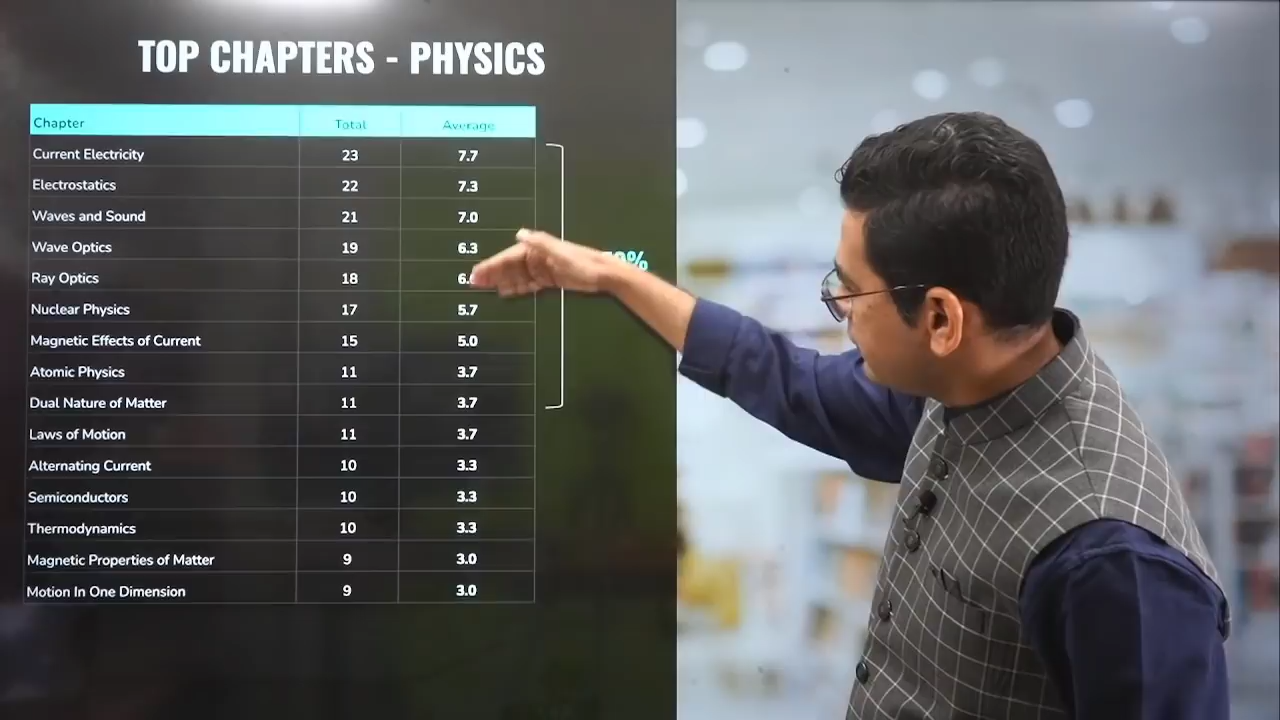 TOP CHAPTERS - PHYSICS
Chapter Total Average
Current Electricity 23 7.7
Electrostatics 22 7.3
Waves and Sound 21 7.0
Wave Optics 19 6.3
Ray Optics 18
Nuclear Physics 17 5.7
Magnetic Effects of Current 15 5.0
Atomic Physics 11 3.7
Dual Nature of Matter 11 3.7
Laws of Motion 11 3.7
Alternating Current 10 3.3
Semiconductors 10 3.3
Thermodynamics 10 3.3
Magnetic Properties of Matter 9 3.0
Motion In One Dimension 9 3.0